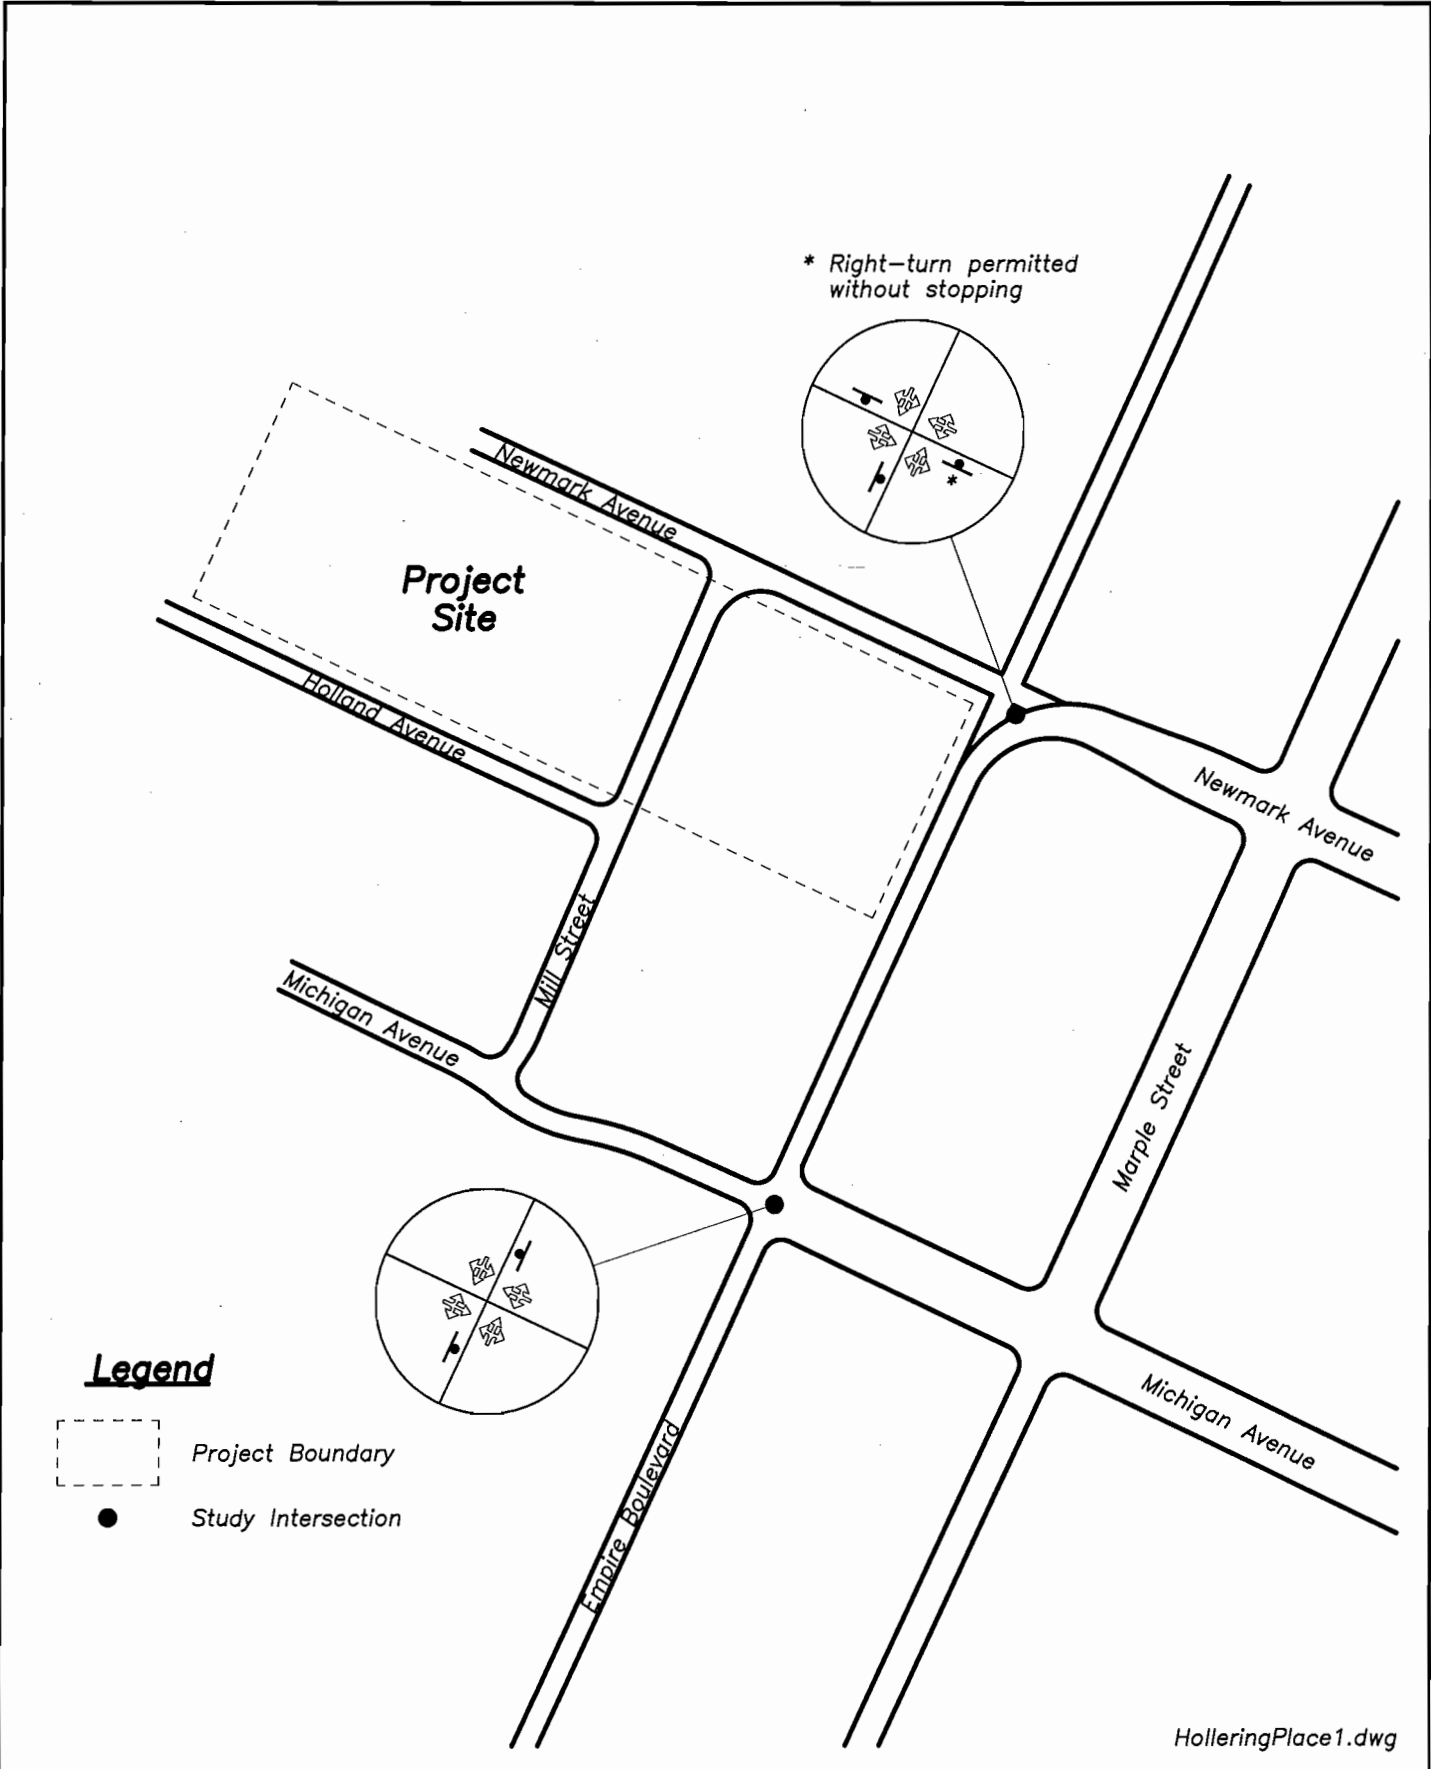 * Right-turn permitted
without stopping
Newmark Avenue
Project
Site
Holland Avenue
Newmark Avenue
*
Mill Street
Michigan Avenue
Marple Street
Legend
Project Boundary
Study Intersection
Michigan Avenue
Empire Boulevard
HolleringPlace1.dwg